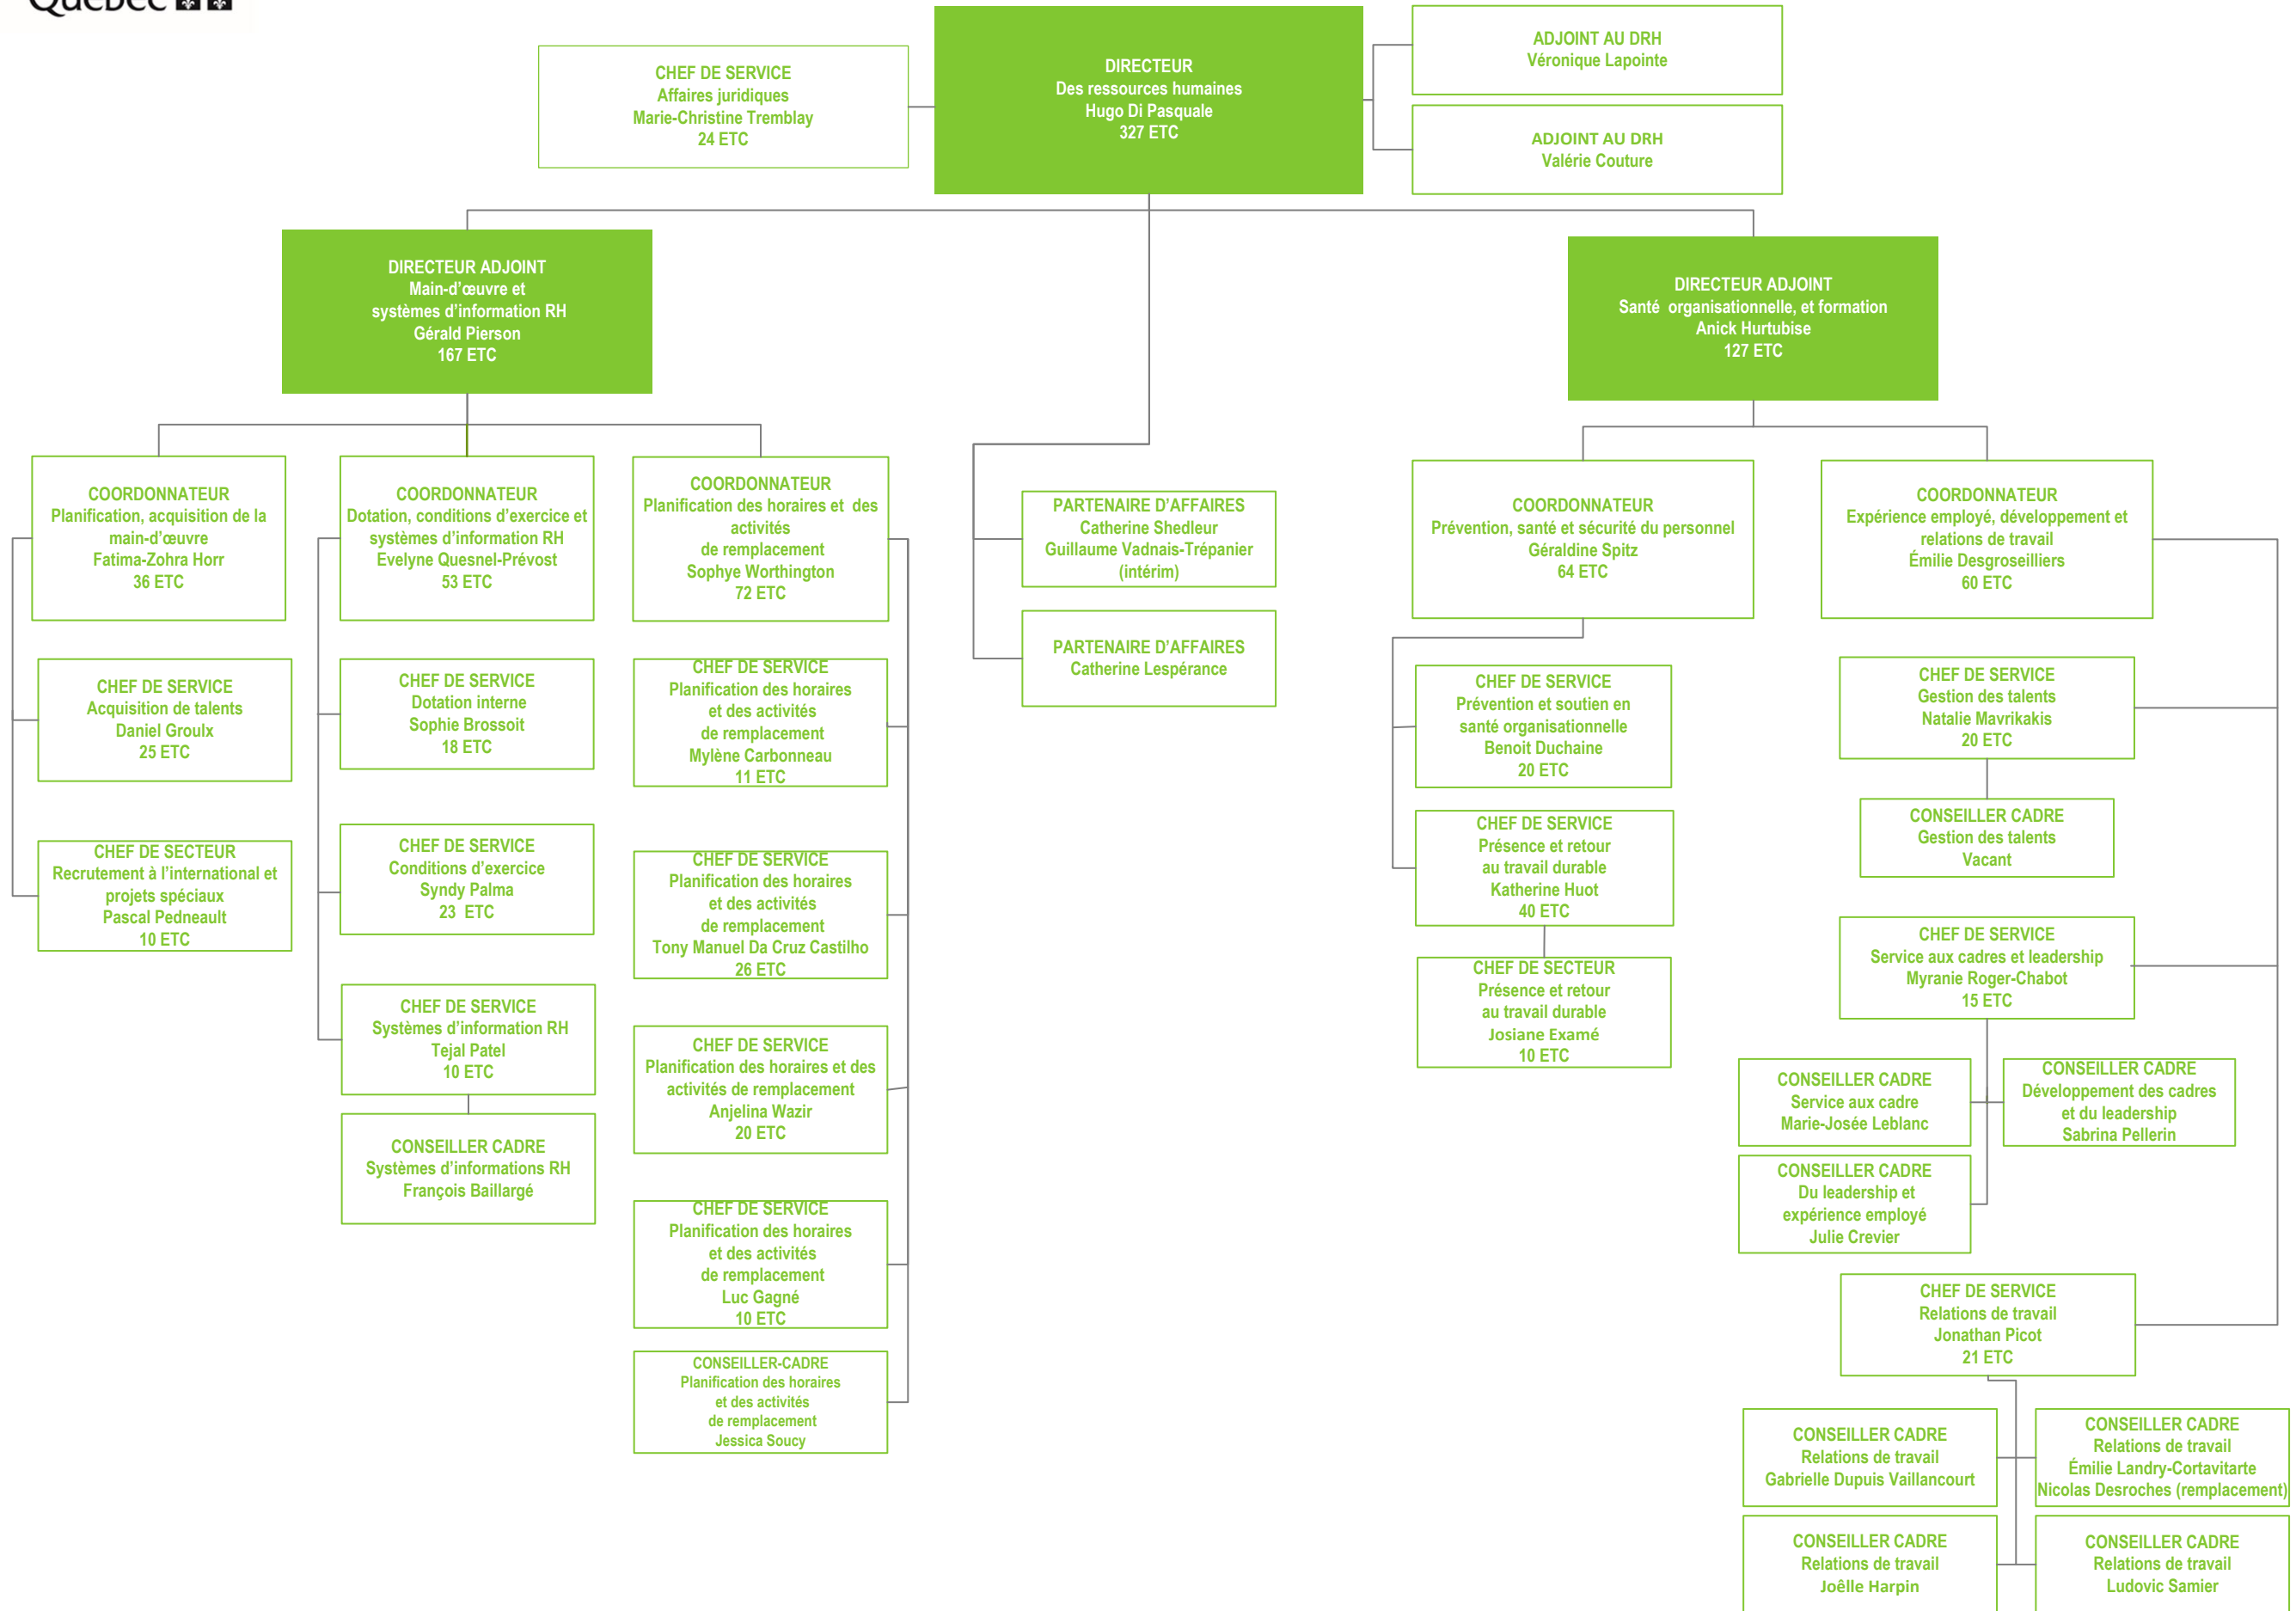 Québec
CHEF DE SERVICE
Affaires juridiques
Marie-Christine Tremblay
24 ETC
DIRECTEUR
Des ressources humaines
Hugo Di Pasquale
327 ETC
ADJOINT AU DRH
Véronique Lapointe
ADJOINT AU DRH
Valérie Couture
DIRECTEUR ADJOINT
Main-d’œuvre et
systèmes d’information RH
Gérald Pierson
167 ETC
DIRECTEUR ADJOINT
Santé organisationnelle, et formation
Anick Hurtubise
127 ETC
COORDONNATEUR
Planification, acquisition de la
main-d’œuvre
Fatima-Zohra Horr
36 ETC
CHEF DE SERVICE
Acquisition de talents
Daniel Groulx
25 ETC
CHEF DE SECTEUR
Recrutement à l’international et
projets spéciaux
Pascal Pedneault
10 ETC
COORDONNATEUR
Dotation, conditions d’exercice et
systèmes d’information RH
Evelyne Quesnel-Prévost
53 ETC
CHEF DE SERVICE
Dotation interne
Sophie Brossoit
18 ETC
CHEF DE SERVICE
Conditions d’exercice
Syndy Palma
23 ETC
CHEF DE SERVICE
Systèmes d’information RH
Tejal Patel
10 ETC
CONSEILLER CADRE
Systèmes d’informations RH
François Baillargé
COORDONNATEUR
Planification des horaires et des
activités
de remplacement
Sophye Worthington
72 ETC
CHEF DE SERVICE
Planification des horaires
et des activités
de remplacement
Mylène Carbonneau
11 ETC
CHEF DE SERVICE
Planification des horaires
et des activités
de remplacement
Tony Manuel Da Cruz Castilho
26 ETC
CHEF DE SERVICE
Planification des horaires et des
activités de remplacement
Anjelina Wazir
20 ETC
CHEF DE SERVICE
Planification des horaires
et des activités
de remplacement
Luc Gagné
10 ETC
CONSEILLER-CADRE
Planification des horaires
et des activités
de remplacement
Jessica Soucy
PARTENAIRE D’AFFAIRES
Catherine Shedleur
Guillaume Vadnais-Trépanier
(intérim)
PARTENAIRE D’AFFAIRES
Catherine Lespérance
COORDONNATEUR
Prévention, santé et sécurité du personnel
Géraldine Spitz
64 ETC
CHEF DE SERVICE
Prévention et soutien en
santé organisationnelle
Benoit Duchaine
20 ETC
CHEF DE SERVICE
Présence et retour
au travail durable
Katherine Huot
40 ETC
CHEF DE SECTEUR
Présence et retour
au travail durable
Josiane Examé
10 ETC
COORDONNATEUR
Expérience employé, développement et
relations de travail
Émilie Desgroseilliers
60 ETC
CHEF DE SERVICE
Gestion des talents
Natalie Mavrikakis
20 ETC
CONSEILLER CADRE
Gestion des talents
Vacant
CHEF DE SERVICE
Service aux cadres et leadership
Myranie Roger-Chabot
15 ETC
CONSEILLER CADRE
Service aux cadre
Marie-Josée Leblanc
CONSEILLER CADRE
Développement des cadres
et du leadership
Sabrina Pellerin
CONSEILLER CADRE
Du leadership et
expérience employé
Julie Crevier
CHEF DE SERVICE
Relations de travail
Jonathan Picot
21 ETC
CONSEILLER CADRE
Relations de travail
Gabrielle Dupuis Vaillancourt
CONSEILLER CADRE
Relations de travail
Émilie Landry-Cortavitarte
Nicolas Desroches (remplacement)
CONSEILLER CADRE
Relations de travail
Joêlle Harpin
CONSEILLER CADRE
Relations de travail
Ludovic Samier